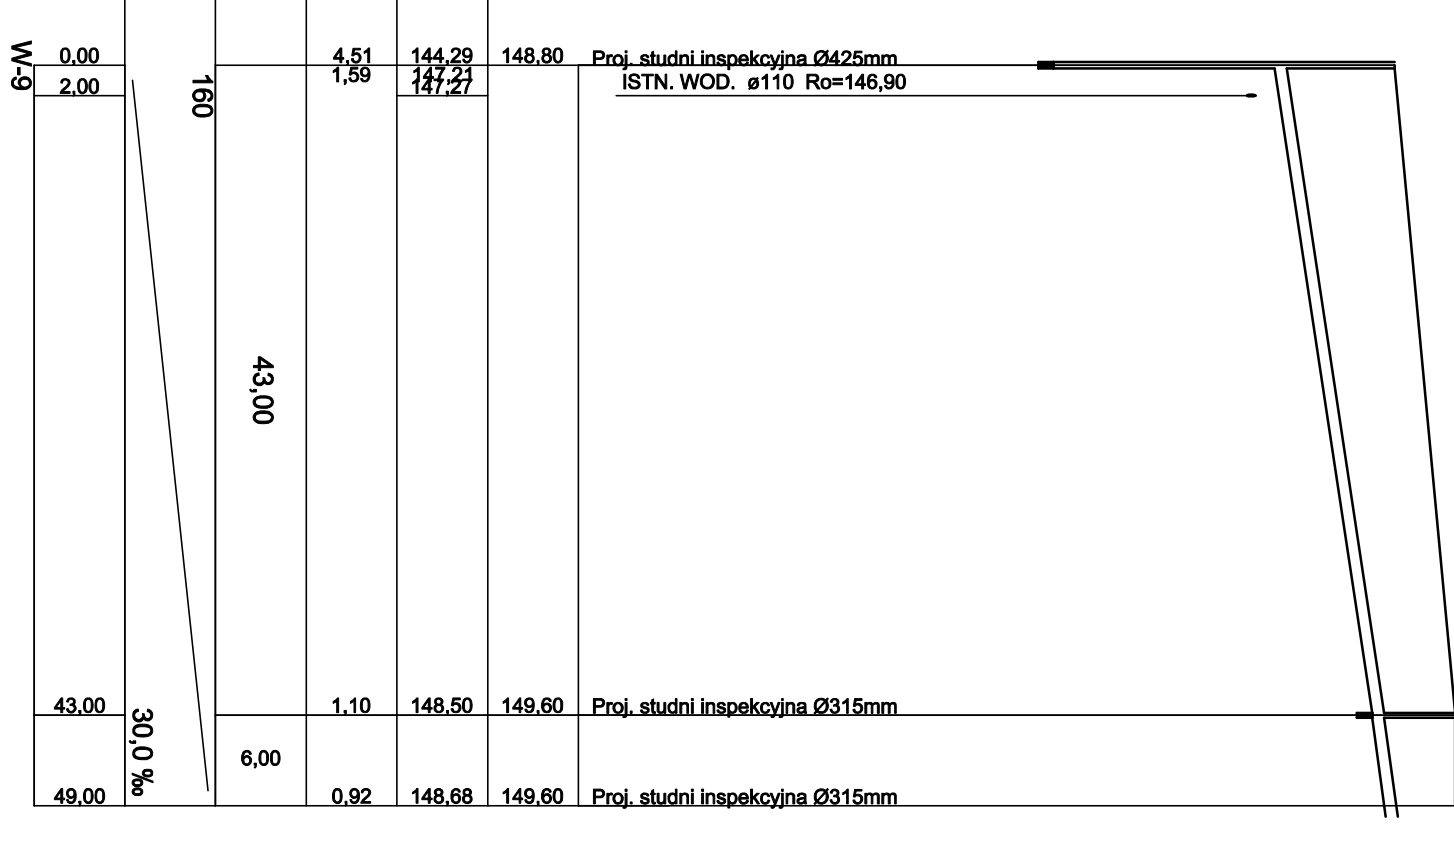 W-9
0,00 4,51 144,29 148,80 Proj. studni inspekcyjna Ø425mm
1,59 147,21
2,00 147,27 ISTN. WOD. ø110 Ro=146,90
160
43,00
43,00 1,10 148,50 149,60 Proj. studni inspekcyjna Ø315mm
30,0 ‰
6,00
49,00 0,92 148,68 149,60 Proj. studni inspekcyjna Ø315mm